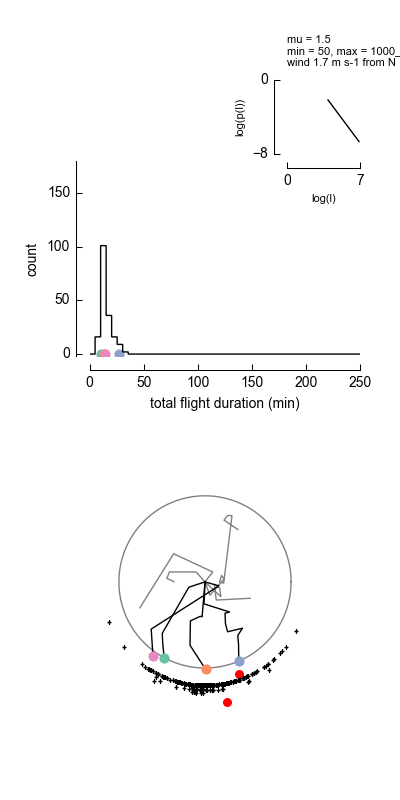 mu = 1.5
min = 50, max = 1000_
wind 1.7 m s-1 from N
0
log(p(l))
−8
0
7
log(l)
150
100
50
0
count
0
50
100
150
200
250
total flight duration (min)